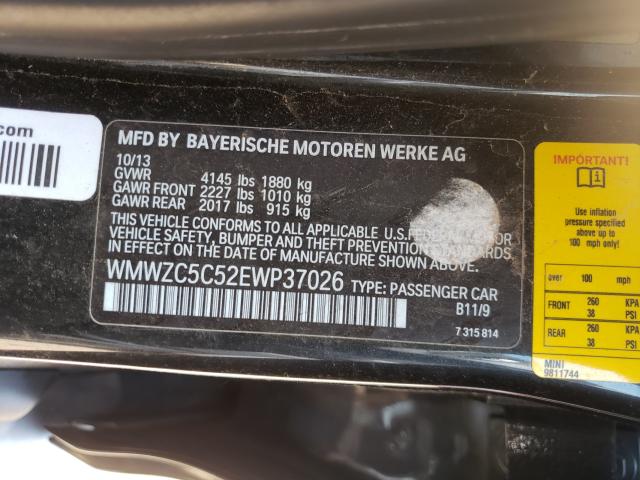 .com
MFD BY BAYERISCHE MOTOREN WERKE AG
10/13
GVWR 4145 lbs 1880 kg
GAWR FRONT 2227 lbs 1010 kg
GAWR REAR 2017 lbs 915 kg
THIS VEHICLE CONFORMS TO ALL APPLICABLE U.S.FEDERAL MOTOR
VEHICLE SAFETY, BUMPER AND THEFT STANDARDS
IN EFFECT ON THE DATE OF MANUFACTURE SHOWN ABOVE.
WMWZC5C52EWP37026 TYPE: PASSENGER CAR
B11/9
7 315 814
IMPORTANT!
Use inflation
pressure specified
above only up to
100 mph only!
over 100 mph
FRONT 260 KPA
38 PSI
REAR 260 KPA
38 PSI
MINI
9811744